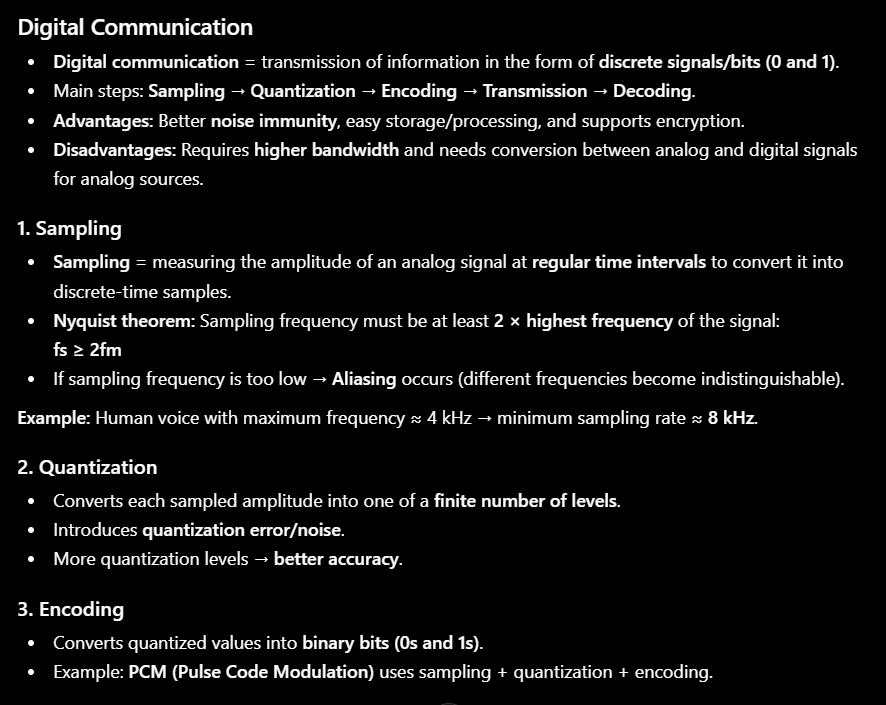 Digital Communication
• Digital communication = transmission of information in the form of discrete signals/bits (0 and 1).
• Main steps: Sampling → Quantization → Encoding → Transmission → Decoding.
• Advantages: Better noise immunity, easy storage/processing, and supports encryption.
• Disadvantages: Requires higher bandwidth and needs conversion between analog and digital signals
for analog sources.
1. Sampling
• Sampling = measuring the amplitude of an analog signal at regular time intervals to convert it into
discrete-time samples.
• Nyquist theorem: Sampling frequency must be at least 2 × highest frequency of the signal:
fs ≥ 2fm
• If sampling frequency is too low → Aliasing occurs (different frequencies become indistinguishable).
Example: Human voice with maximum frequency ≈ 4 kHz → minimum sampling rate ≈ 8 kHz.
2. Quantization
• Converts each sampled amplitude into one of a finite number of levels.
• Introduces quantization error/noise.
• More quantization levels → better accuracy.
3. Encoding
• Converts quantized values into binary bits (0s and 1s).
• Example: PCM (Pulse Code Modulation) uses sampling + quantization + encoding.